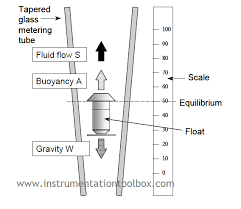 Tapered
glass
metering
tube
Fluid flow S
Buoyancy A
Gravity W
100
90
80
70
60
50
40
30
20
10
0
Scale
Equilibrium
Float
www.instrumentationtoolbox.com